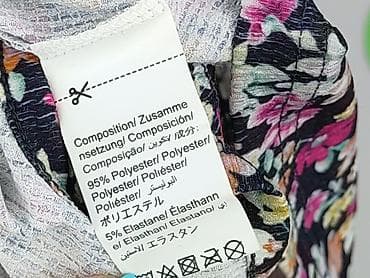 Composition/ Zusamme
nsetzung/ Composición/
Composição/ تكوين/ 成分:
95% Polyester/ Polyester/
Polyester/ Poliéster/
Poliéster/ البوليستر/
ポリエステル
5% Elastane/ Élasthann
e/ Elasthan/ Elastano/
エラスタン